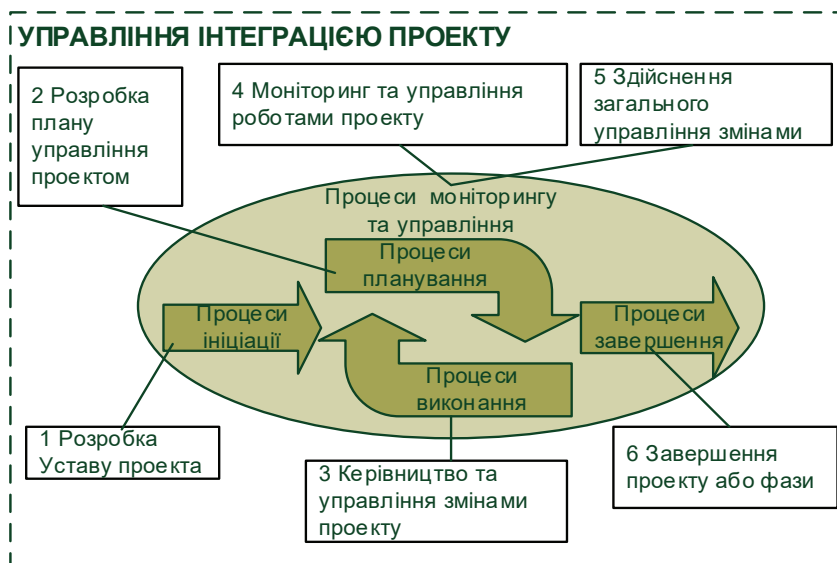 УПРАВЛІННЯ ІНТЕГРАЦІЄЮ ПРОЕКТУ
2 Розробка
плану
управління
проектом
4 Моніторинг та управління
роботами проекту
5 Здійснення
загального
управління змінами
Процеси моніторингу
та управління
Процеси
планування
Процеси
ініціації
Процеси
завершення
Процеси
виконання
1 Розробка
Уставу проекта
3 Керівництво та
управління змінами
проекту
6 Завершення
проекту або фази